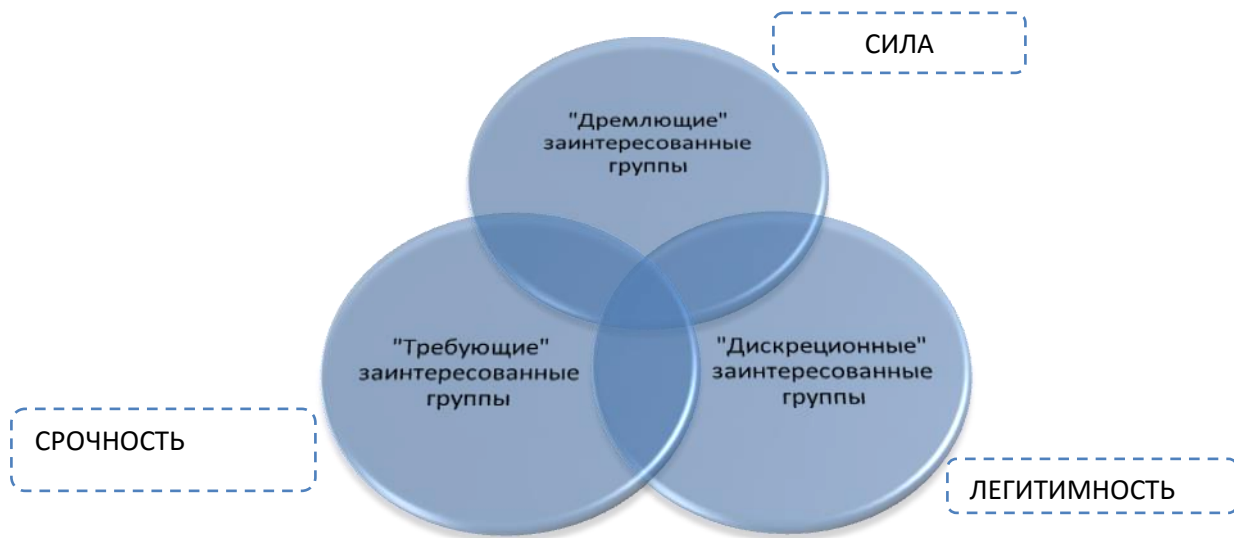 СИЛА
"Дремлющие"
заинтересованные
группы
"Требующие"
заинтересованные
группы
"Дискреционные"
заинтересованные
группы
СРОЧНОСТЬ
ЛЕГИТИМНОСТЬ